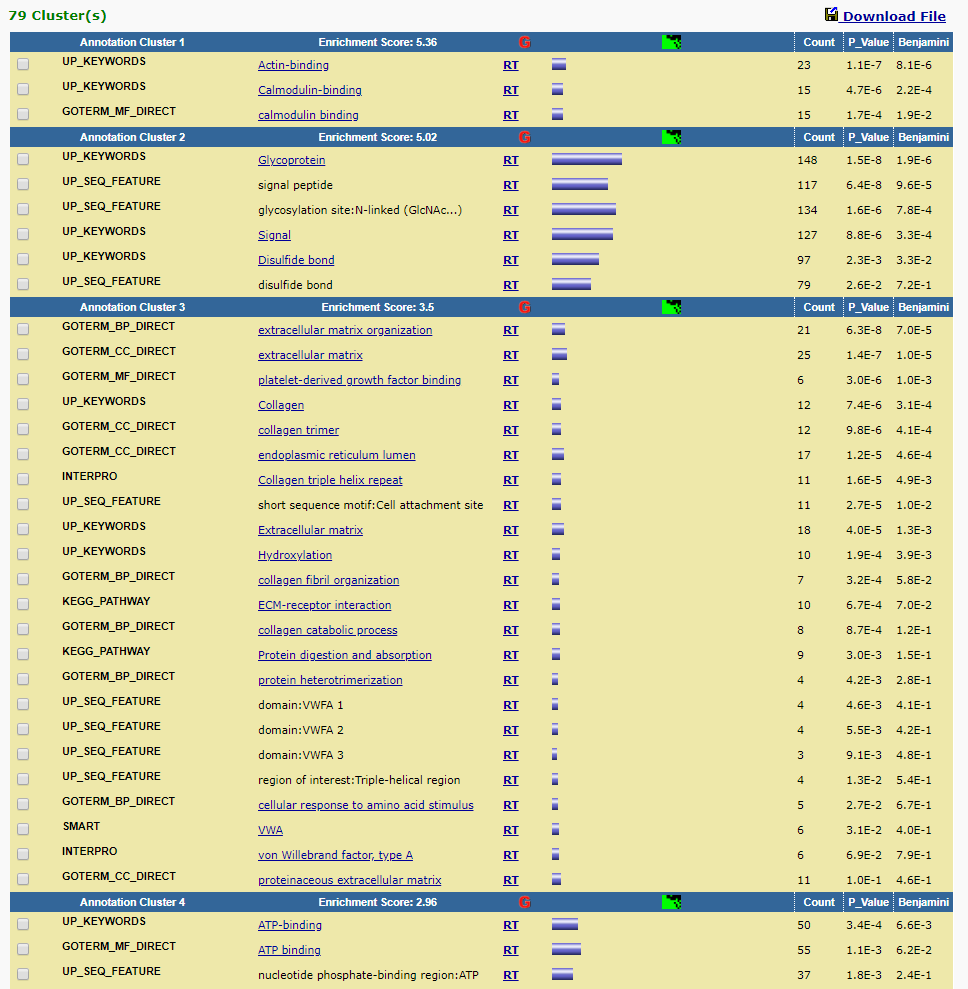 79 Cluster(s) Download File
Annotation Cluster 1 Enrichment Score: 5.36 G Count P_Value Benjamini
UP_KEYWORDS Actin-binding RT 23 1.1E-7 8.1E-6
UP_KEYWORDS Calmodulin-binding RT 15 4.7E-6 2.2E-4
GOTERM_MF_DIRECT calmodulin binding RT 15 1.7E-4 1.9E-2
Annotation Cluster 2 Enrichment Score: 5.02 G Count P_Value Benjamini
UP_KEYWORDS Glycoprotein RT 148 1.5E-8 1.9E-6
UP_SEQ_FEATURE signal peptide RT 117 6.4E-8 9.6E-5
UP_SEQ_FEATURE glycosylation site:N-linked (GlcNAc...) RT 134 1.6E-6 7.8E-4
UP_KEYWORDS Signal RT 127 8.8E-6 3.3E-4
UP_KEYWORDS Disulfide bond RT 97 2.3E-3 3.3E-2
UP_SEQ_FEATURE disulfide bond RT 79 2.6E-2 7.2E-1
Annotation Cluster 3 Enrichment Score: 3.5 G Count P_Value Benjamini
GOTERM_BP_DIRECT extracellular matrix organization RT 21 6.3E-8 7.0E-5
GOTERM_CC_DIRECT extracellular matrix RT 25 1.4E-7 1.0E-5
GOTERM_MF_DIRECT platelet-derived growth factor binding RT 6 3.0E-6 1.0E-3
UP_KEYWORDS Collagen RT 12 7.4E-6 3.1E-4
GOTERM_CC_DIRECT collagen trimer RT 12 9.8E-6 4.1E-4
GOTERM_CC_DIRECT endoplasmic reticulum lumen RT 17 1.2E-5 4.6E-4
INTERPRO Collagen triple helix repeat RT 11 1.6E-5 4.9E-3
UP_SEQ_FEATURE short sequence motif:Cell attachment site RT 11 2.7E-5 1.0E-2
UP_KEYWORDS Extracellular matrix RT 18 4.0E-5 1.3E-3
UP_KEYWORDS Hydroxylation RT 10 1.9E-4 3.9E-3
GOTERM_BP_DIRECT collagen fibril organization RT 7 3.2E-4 5.8E-2
KEGG_PATHWAY ECM-receptor interaction RT 10 6.7E-4 7.0E-2
GOTERM_BP_DIRECT collagen catabolic process RT 8 8.7E-4 1.2E-1
KEGG_PATHWAY Protein digestion and absorption RT 9 3.0E-3 1.5E-1
GOTERM_BP_DIRECT protein heterotrimerization RT 4 4.2E-3 2.8E-1
UP_SEQ_FEATURE domain:VWFA 1 RT 4 4.6E-3 4.1E-1
UP_SEQ_FEATURE domain:VWFA 2 RT 4 5.5E-3 4.2E-1
UP_SEQ_FEATURE domain:VWFA 3 RT 3 9.1E-3 4.8E-1
UP_SEQ_FEATURE region of interest:Triple-helical region RT 4 1.3E-2 5.4E-1
GOTERM_BP_DIRECT cellular response to amino acid stimulus RT 5 2.7E-2 6.7E-1
SMART VWA RT 6 3.1E-2 4.0E-1
INTERPRO von Willebrand factor, type A RT 6 6.9E-2 7.9E-1
GOTERM_CC_DIRECT proteinaceous extracellular matrix RT 11 1.0E-1 4.6E-1
Annotation Cluster 4 Enrichment Score: 2.96 G Count P_Value Benjamini
UP_KEYWORDS ATP-binding RT 50 3.4E-4 6.6E-3
GOTERM_MF_DIRECT ATP binding RT 55 1.1E-3 6.2E-2
UP_SEQ_FEATURE nucleotide phosphate-binding region:ATP RT 37 1.8E-3 2.4E-1